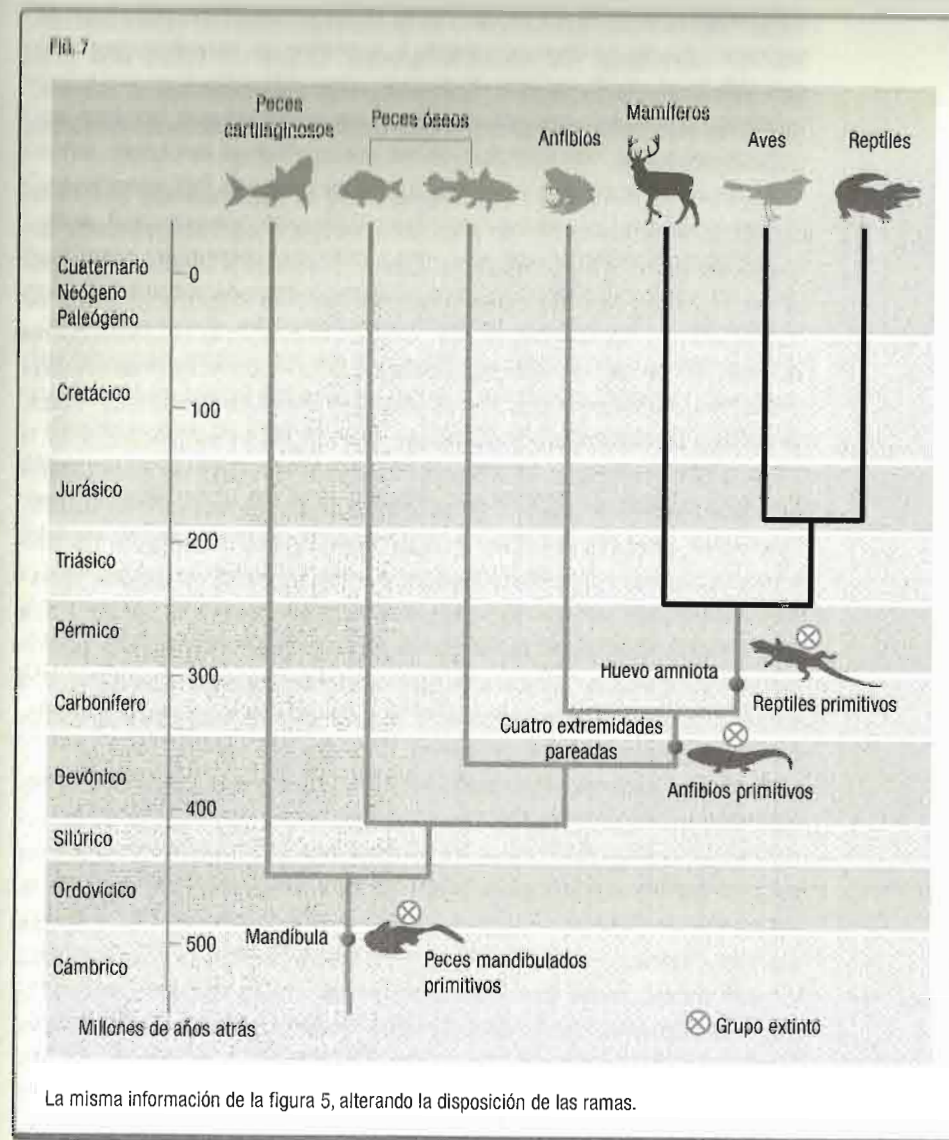 FIG. 7
Peces
cartilaginosos
Peces óseos
Anfibios
Mamíferos
Aves
Reptiles
Cuaternario
Neógeno
Paleógeno
0
Cretácico
100
Jurásico
200
Triásico
Pérmico
300
Carbonífero
Huevo amniota
Reptiles primitivos
Cuatro extremidades
pareadas
Devónico
Anfibios primitivos
400
Silúrico
Ordovícico
Mandíbula
500
Cámbrico
Peces mandibulados
primitivos
Millones de años atrás
Grupo extinto
La misma información de la figura 5, alterando la disposición de las ramas.